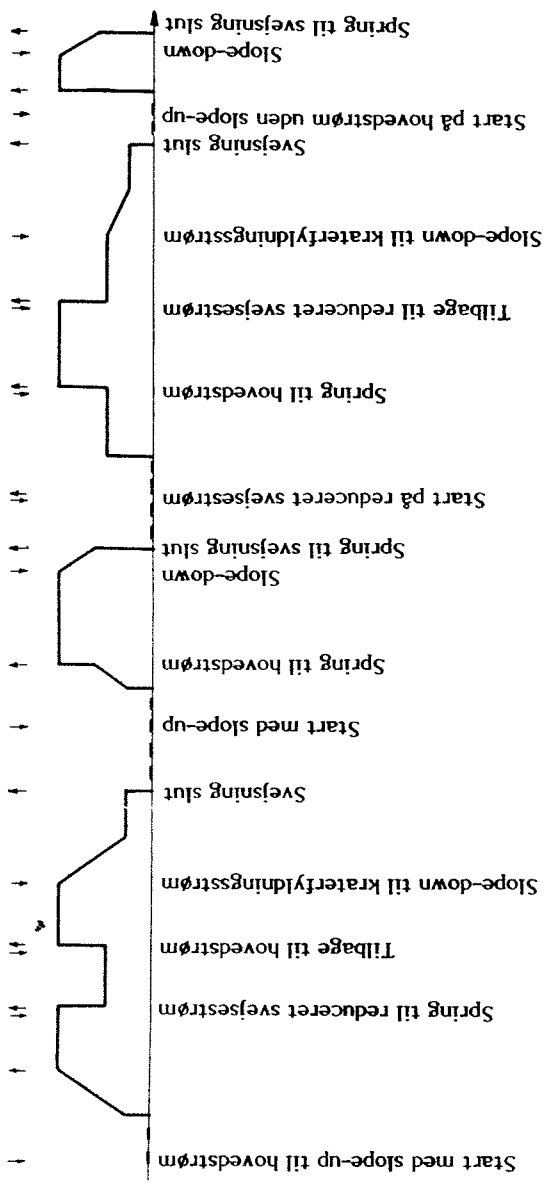 Start med slope-up til hovedstrøm
Spring til reduceret svejsestrøm
Tilbage til hovedstrøm
Slope-down til kraterfyldningsstrøm
Svejsning slut
Start med slope-up
Spring til hovedstrøm
Slope-down
Spring til svejsning slut
Start på reduceret svejsestrøm
Spring til hovedstrøm
Tilbage til reduceret svejsestrøm
Slope-down til kraterfyldningsstrøm
Svejsning slut
Start på hovedstrøm uden slope-up
Slope-down
Spring til svejsning slut